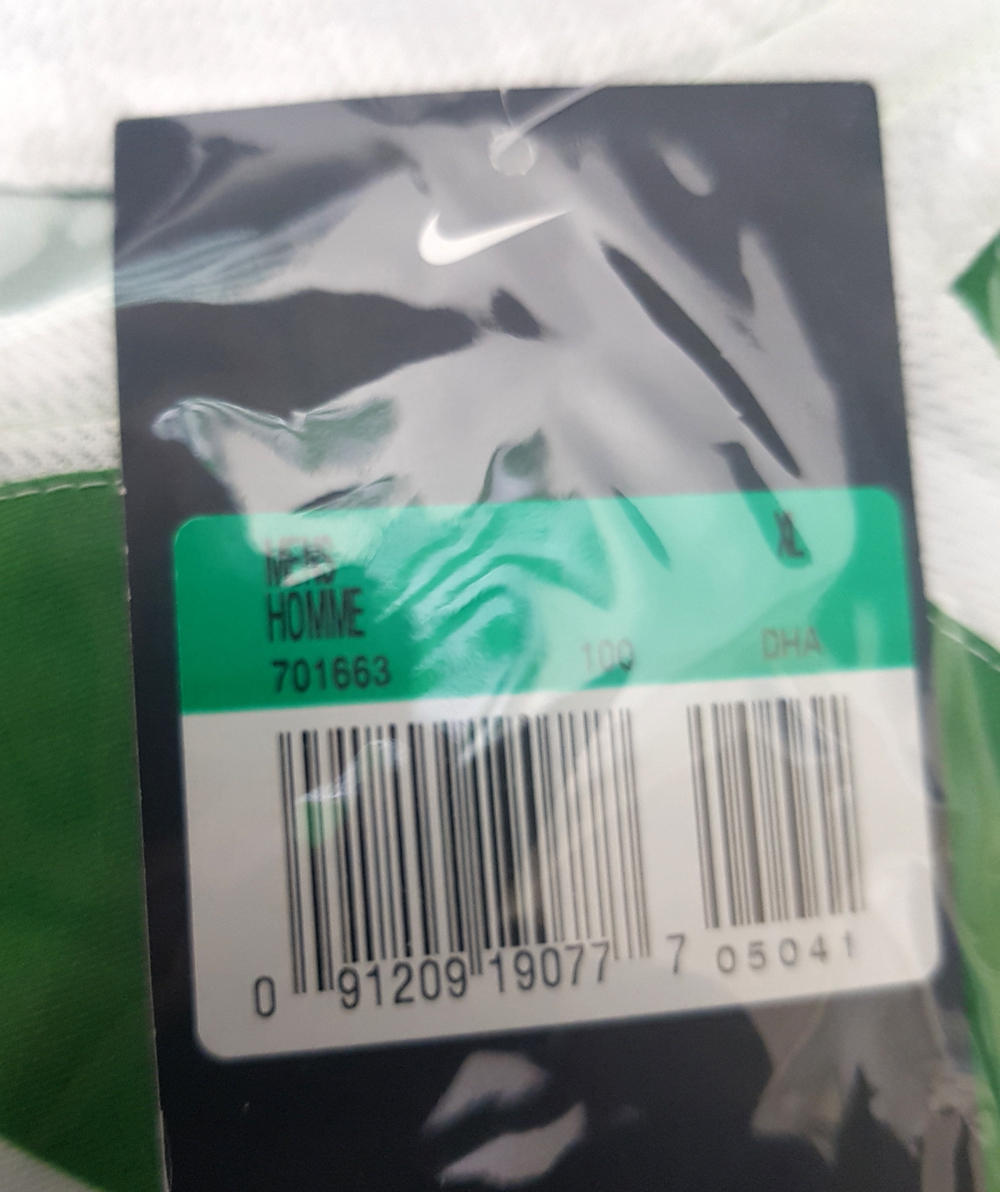 MENS
HOMME
XL
701663 100 DHA
0 91209 19077 7 05041